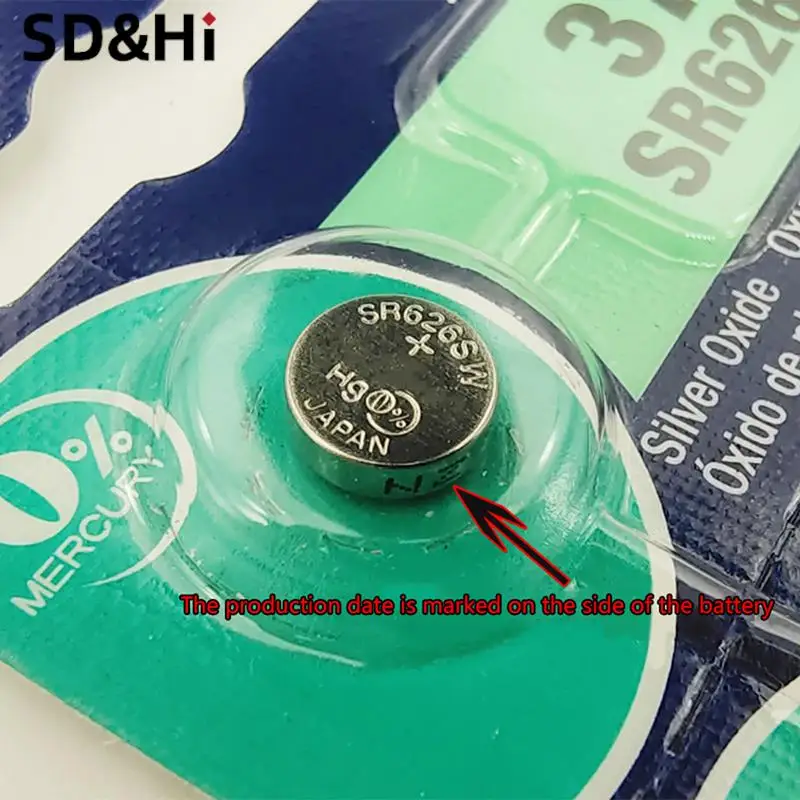 SD&Hi
SR626
Silver Oxide
Óxido de
0%
MERCURY
SR626SW
+
Hg 0%
JAPAN
The production date is marked on the side of the battery